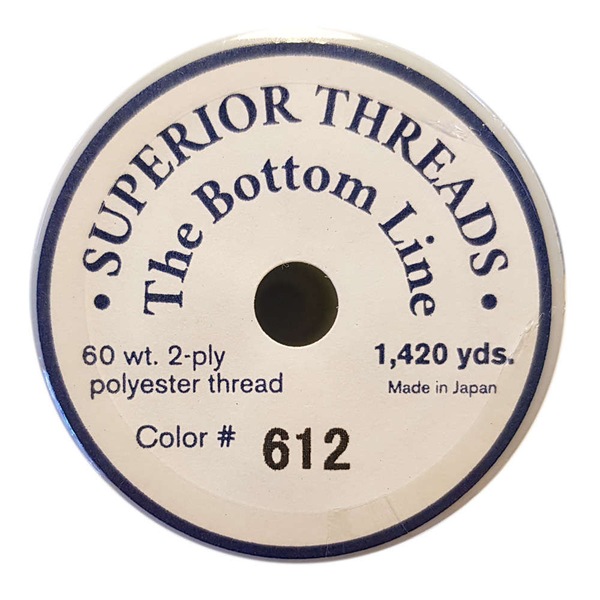 • SUPERIOR THREADS •
The Bottom Line
60 wt. 2-ply
polyester thread
1,420 yds.
Made in Japan
Color # 612